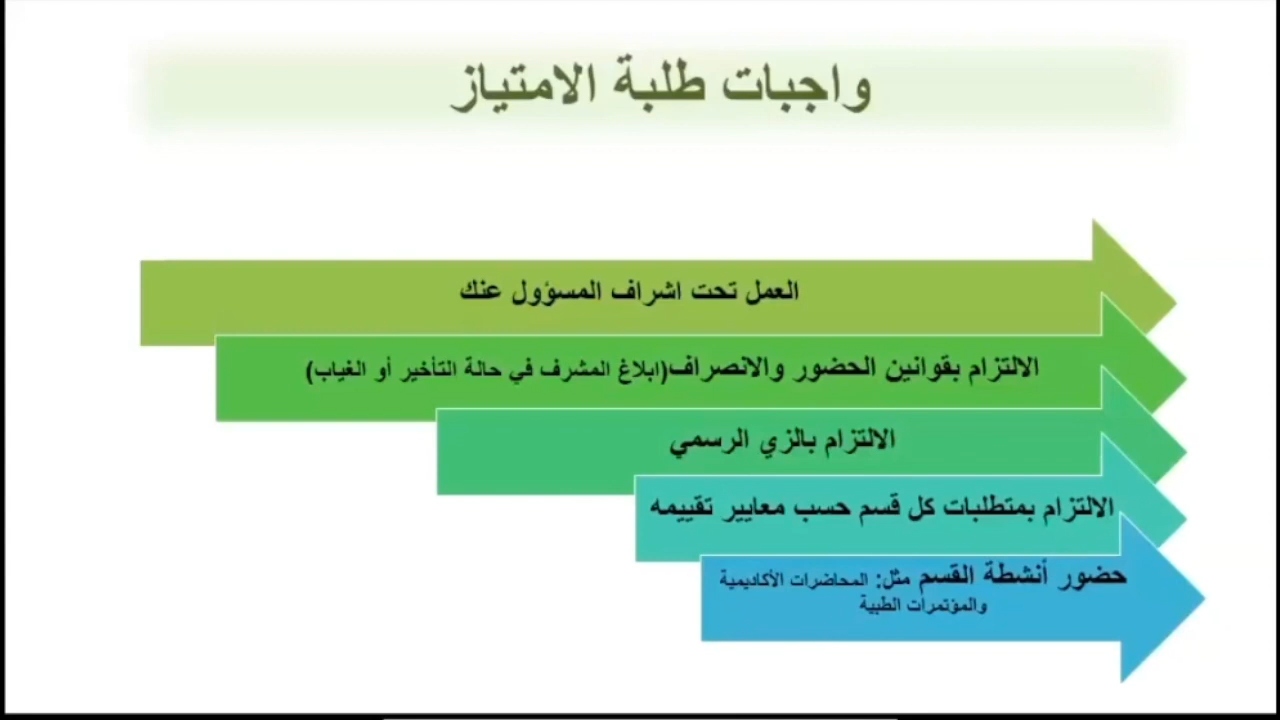 واجبات طلبة الامتياز
العمل تحت اشراف المسؤول عنك
الالتزام بقوانين الحضور والانصراف(ابلاغ المشرف في حالة التأخير أو الغياب)
الالتزام بالزي الرسمي
الالتزام بمتطلبات كل قسم حسب معايير تقييمه
حضور أنشطة القسم مثل: المحاضرات الأكاديمية
والمؤتمرات الطبية